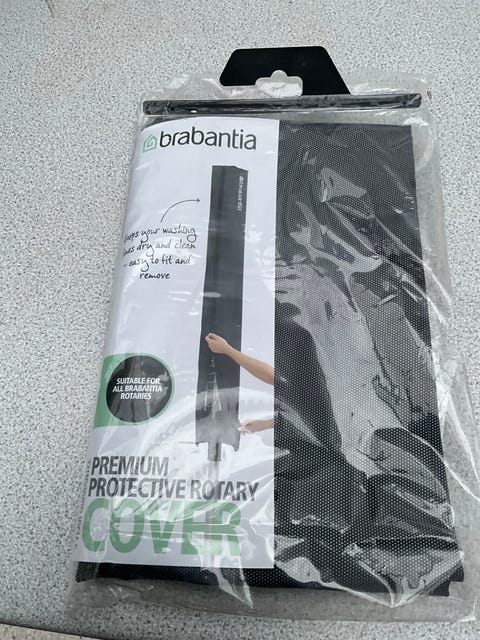 brabantia
keeps your washing
lines dry and clean
- easy to fit and
remove
SUITABLE FOR
ALL BRABANTIA
ROTARIES
PREMIUM
PROTECTIVE ROTARY
COVER